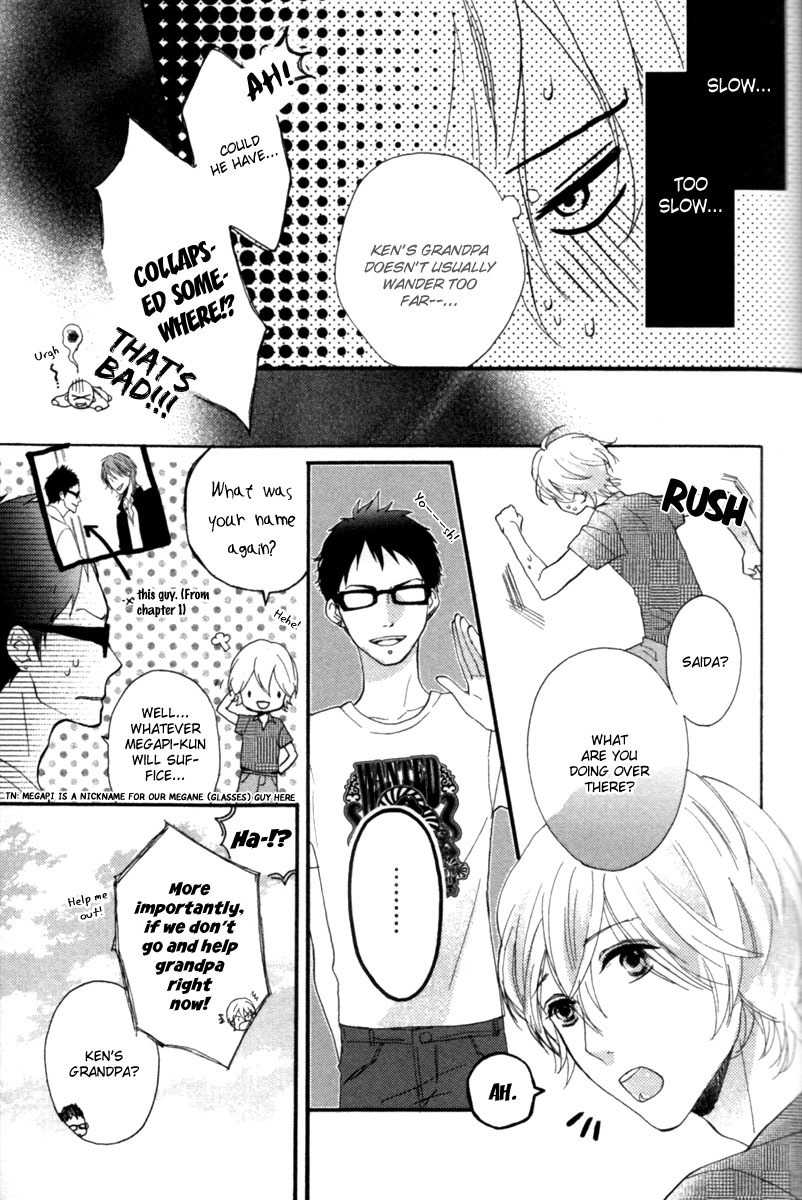 SLOW...
TOO
SLOW...
KEN'S GRANDPA
DOESN'T USUALLY
WANDER TOO
FAR--...
AH!
COULD
HE HAVE...
COLLAPS-
ED SOME-
WHERE!?
THAT'S
BAD!!!
Urgh
RUSH
SAIDA?
WHAT
ARE YOU
DOING OVER
THERE?
AH.
Yo----sh!
WANTED
.......
What was
your name
again?
this guy. (From
chapter 1)
Hehe!
WELL...
WHATEVER
MEGAPI-KUN
WILL SUF-
FICE...
TN: MEGAPI IS A NICKNAME FOR OUR MEGANE (GLASSES) GUY HERE
Ha-!?
More
importantly,
if we don't
go and help
grandpa
right
now!
Help me
out!
KEN'S
GRANDPA?